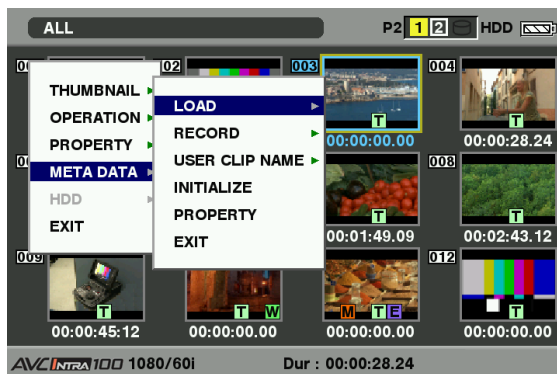 ALL
P2 1 2 HDD
02
003
004
THUMBNAIL
OPERATION
PROPERTY
META DATA
HDD
EXIT
LOAD
RECORD
USER CLIP NAME
INITIALIZE
PROPERTY
EXIT
T
T
00:00:00.00
00:00:28.24
008
T
T
00:01:49.09
00:02:43.12
009
012
T
T W
M T E
T
00:00:45:12
00:00:00.00
00:00:00.00
00:00:00.00
AVC INTRA 100 1080/60i
Dur : 00:00:28.24